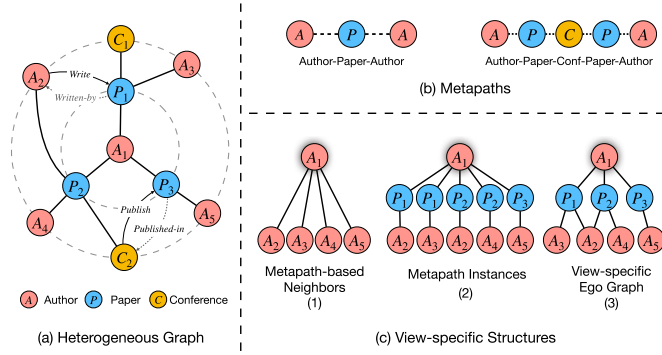 C1
A2
Write
A3
Written-by
P1
A1
P2
P3
Publish
A4
A5
Published-in
C2
A Author P Paper C Conference
(a) Heterogeneous Graph
A P A
Author-Paper-Author
A P C P A
Author-Paper-Conf-Paper-Author
(b) Metapaths
A1
A2 A3 A4 A5
Metapath-based
Neighbors
(1)
A1
P1 P1 P2 P2 P3
A2 A3 A2 A4 A5
Metapath Instances
(2)
A1
P1 P2 P3
A3 A2 A4 A5
View-specific
Ego Graph
(3)
(c) View-specific Structures